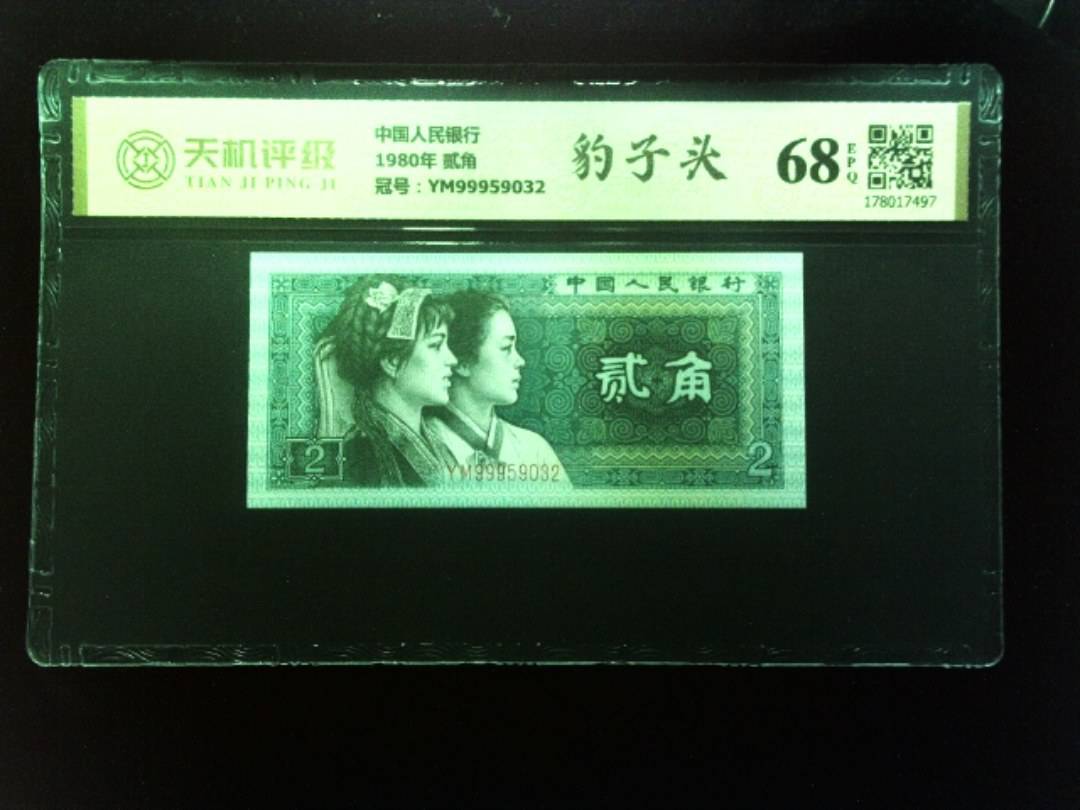 天机评级
TIAN JI PING JI
中国人民银行
1980年 贰角
冠号：YM99959032
豹子头
68
EPQ
178017497
中国人民银行
贰角
2
YM99959032
2